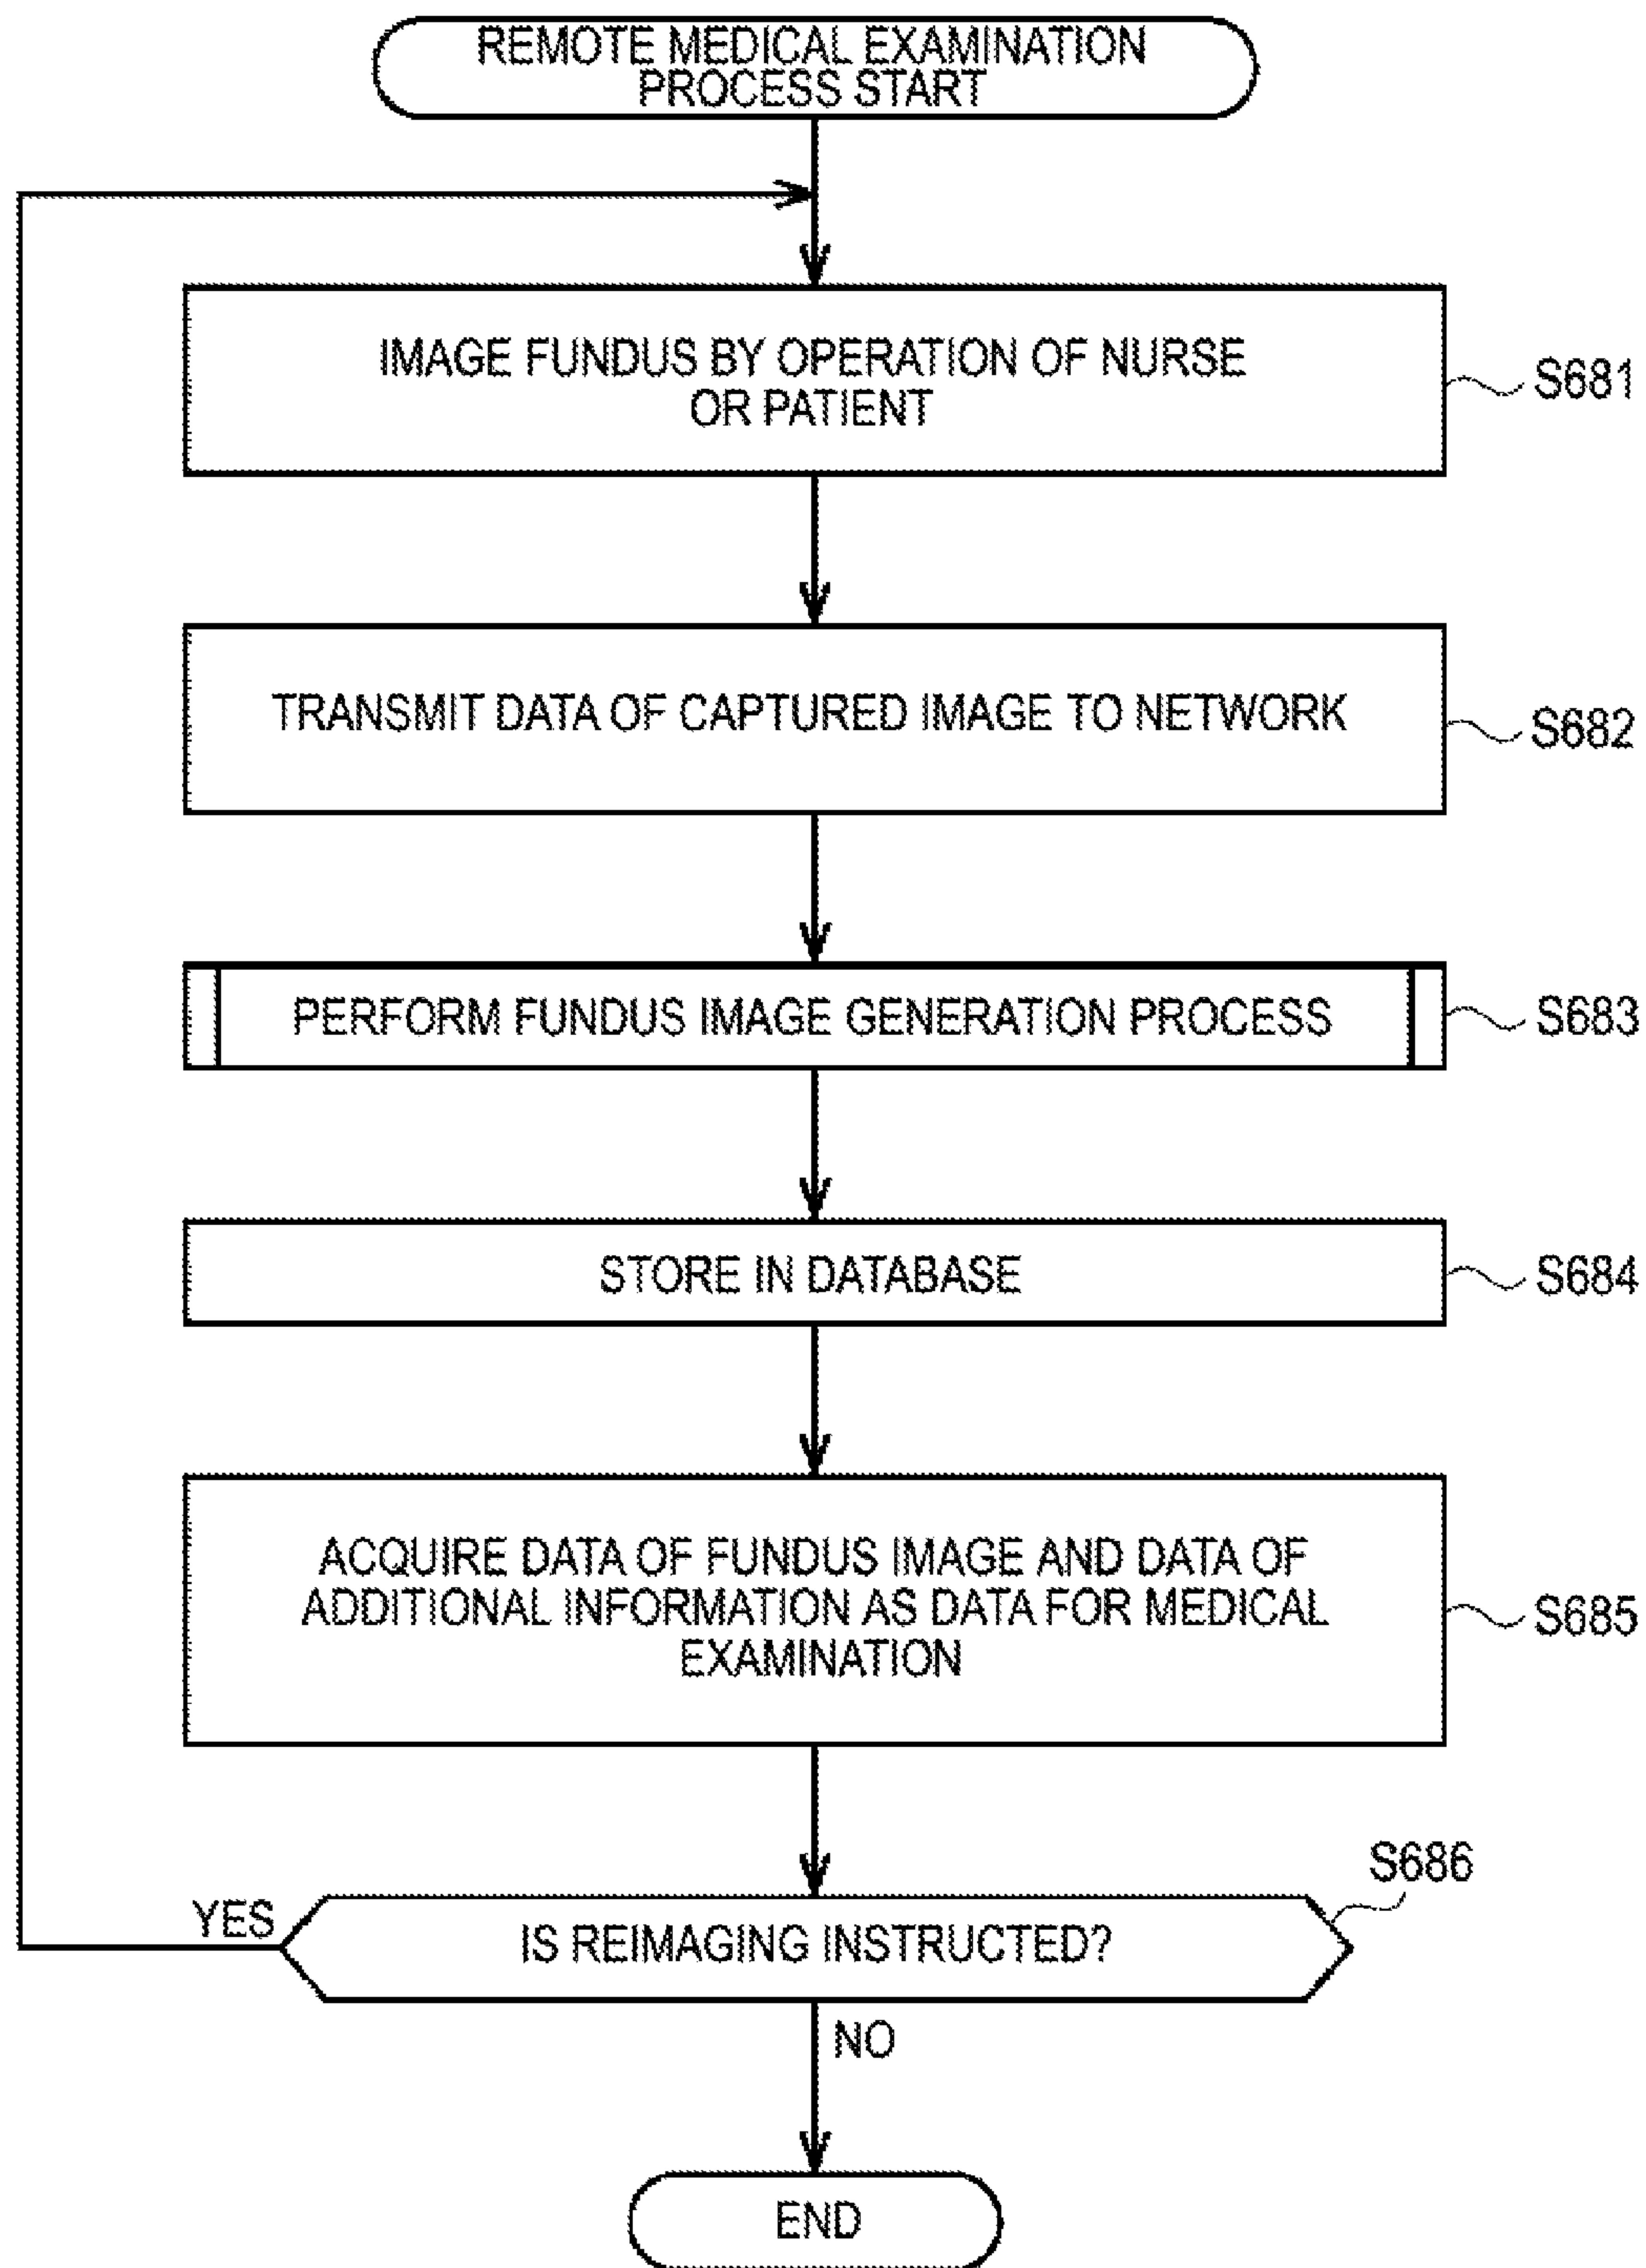 REMOTE MEDICAL EXAMINATION
PROCESS START
IMAGE FUNDUS BY OPERATION OF NURSE
OR PATIENT
S681
TRANSMIT DATA OF CAPTURED IMAGE TO NETWORK
S682
PERFORM FUNDUS IMAGE GENERATION PROCESS
S683
STORE IN DATABASE
S684
ACQUIRE DATA OF FUNDUS IMAGE AND DATA OF
ADDITIONAL INFORMATION AS DATA FOR MEDICAL
EXAMINATION
S685
S686
YES
IS REIMAGING INSTRUCTED?
NO
END